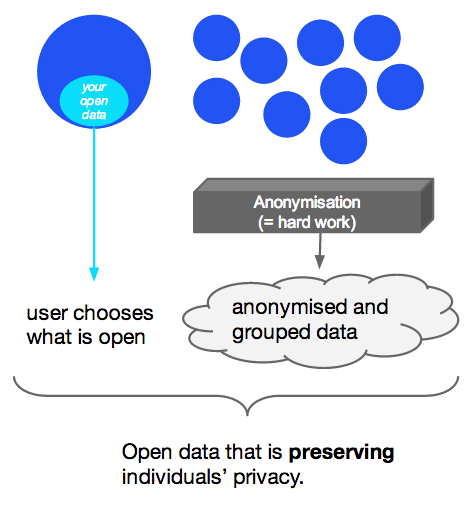 your
open
data
Anonymisation
(= hard work)
user chooses
what is open
anonymised and
grouped data
Open data that is preserving
individuals’ privacy.